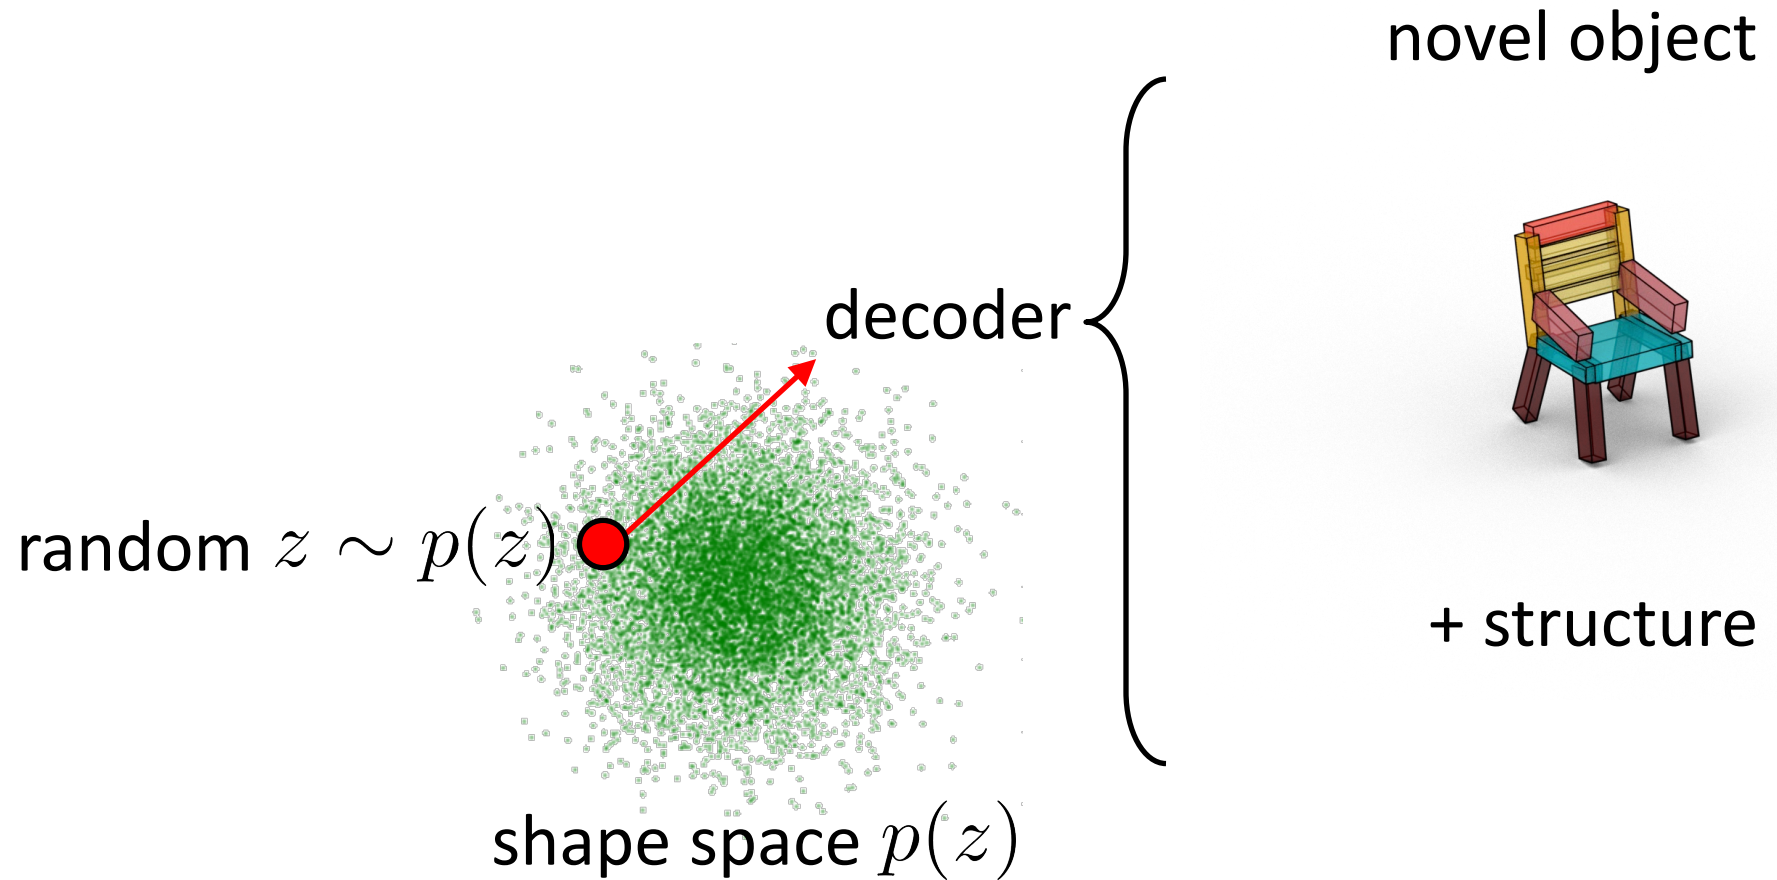 novel object
decoder
random z ∼ p(z)
+ structure
shape space p(z)